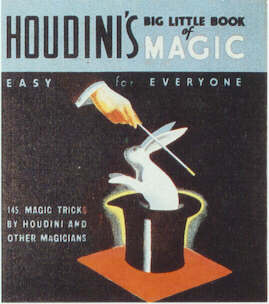 HOUDINI'S BIG LITTLE BOOK
of
MAGIC
EASY for EVERYONE
145 MAGIC TRICKS
BY HOUDINI AND
OTHER MAGICIANS